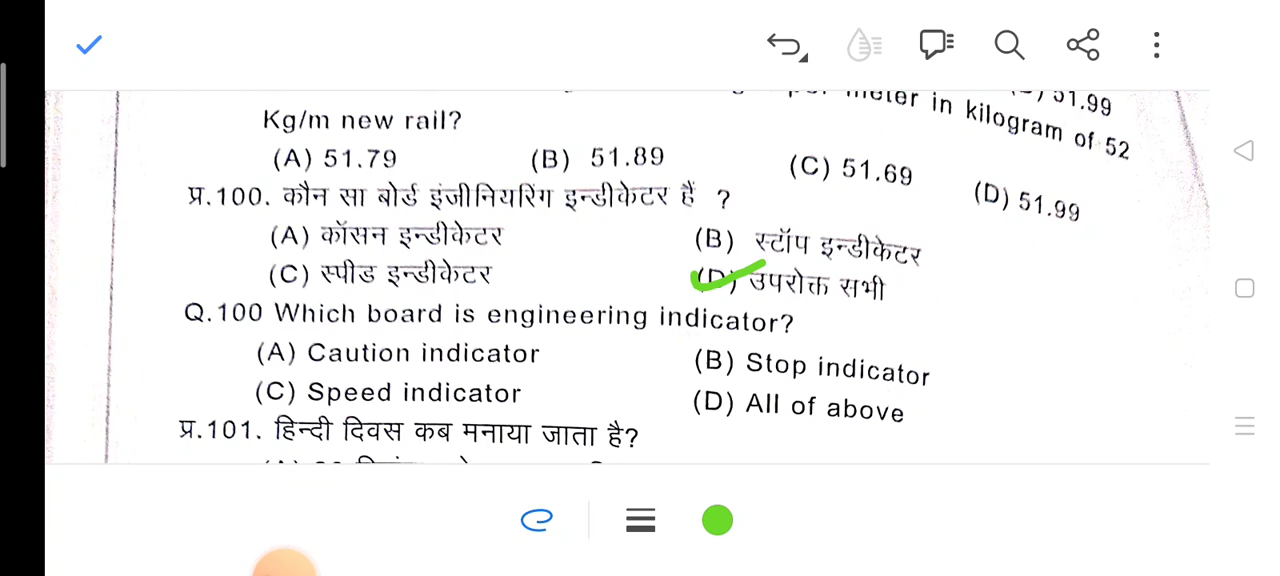 meter in kilogram of 52
51.99
Kg/m new rail?
(A) 51.79 (B) 51.89 (C) 51.69 (D) 51.99
प्र.100. कौन सा बोर्ड इंजीनियरिंग इन्डीकेटर हैं ?
(A) कॉसन इन्डीकेटर (B) स्टॉप इन्डीकेटर
(C) स्पीड इन्डीकेटर (D) उपरोक्त सभी
Q.100 Which board is engineering indicator?
(A) Caution indicator (B) Stop indicator
(C) Speed indicator (D) All of above
प्र.101. हिन्दी दिवस कब मनाया जाता है?